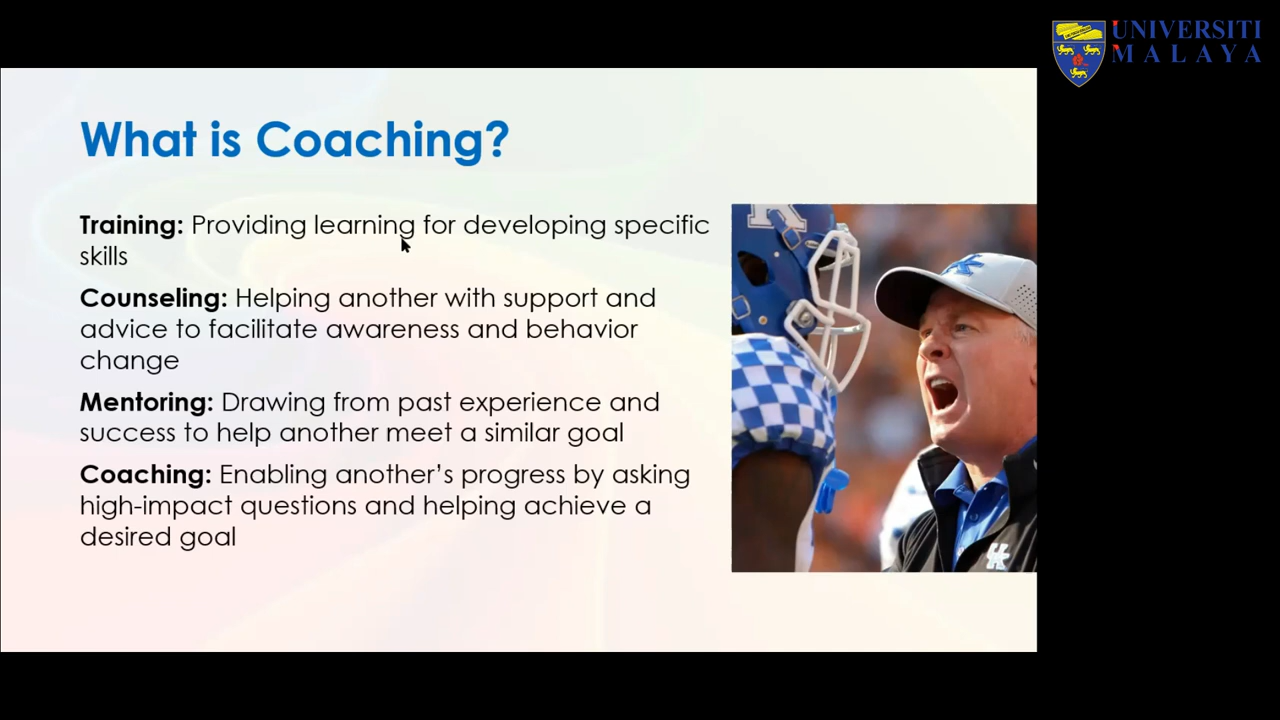 UNIVERSITI
MALAYA
What is Coaching?
Training: Providing learning for developing specific
skills
Counseling: Helping another with support and
advice to facilitate awareness and behavior
change
Mentoring: Drawing from past experience and
success to help another meet a similar goal
Coaching: Enabling another's progress by asking
high-impact questions and helping achieve a
desired goal
K